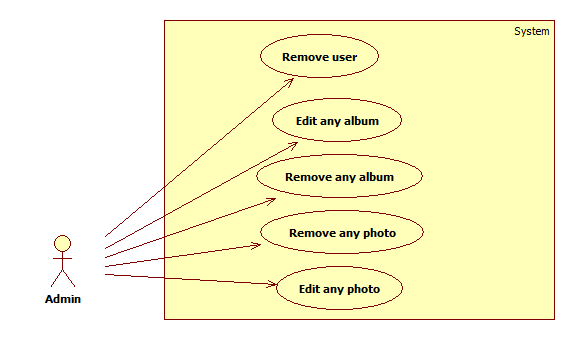 System
Remove user
Edit any album
Remove any album
Remove any photo
Edit any photo
Admin